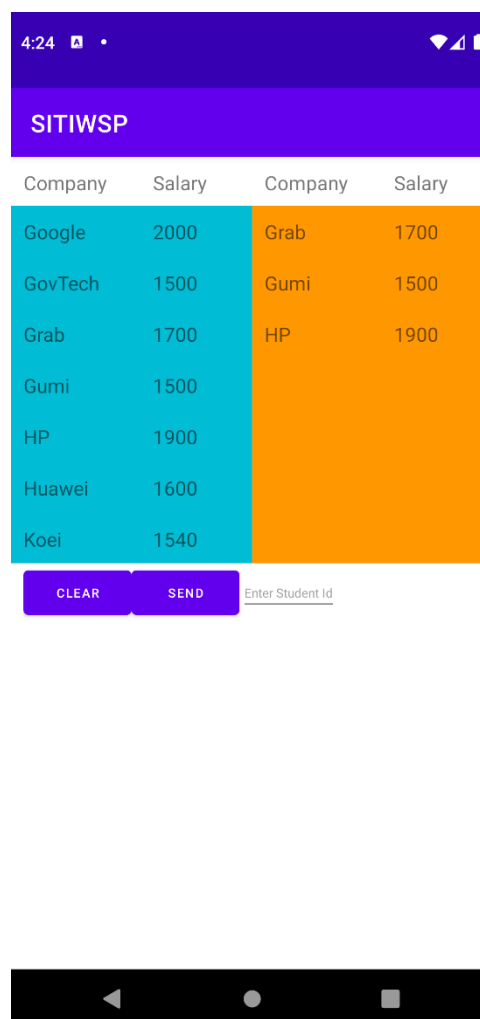 4:24
SITIWSP
Company Salary Company Salary
Google 2000 Grab 1700
GovTech 1500 Gumi 1500
Grab 1700 HP 1900
Gumi 1500
HP 1900
Huawei 1600
Koei 1540
CLEAR SEND Enter Student Id